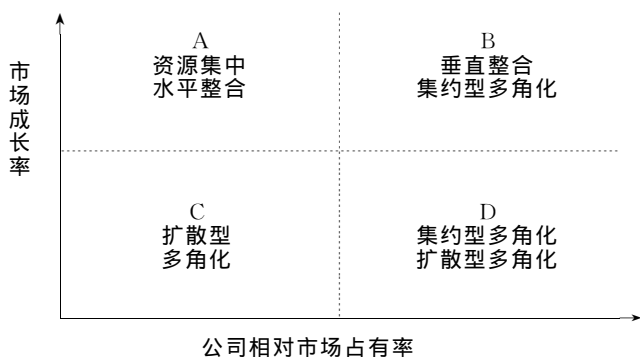 A
资源集中
水平整合
B
垂直整合
集约型多角化
市场成长率
C
扩散型
多角化
D
集约型多角化
扩散型多角化
公司相对市场占有率